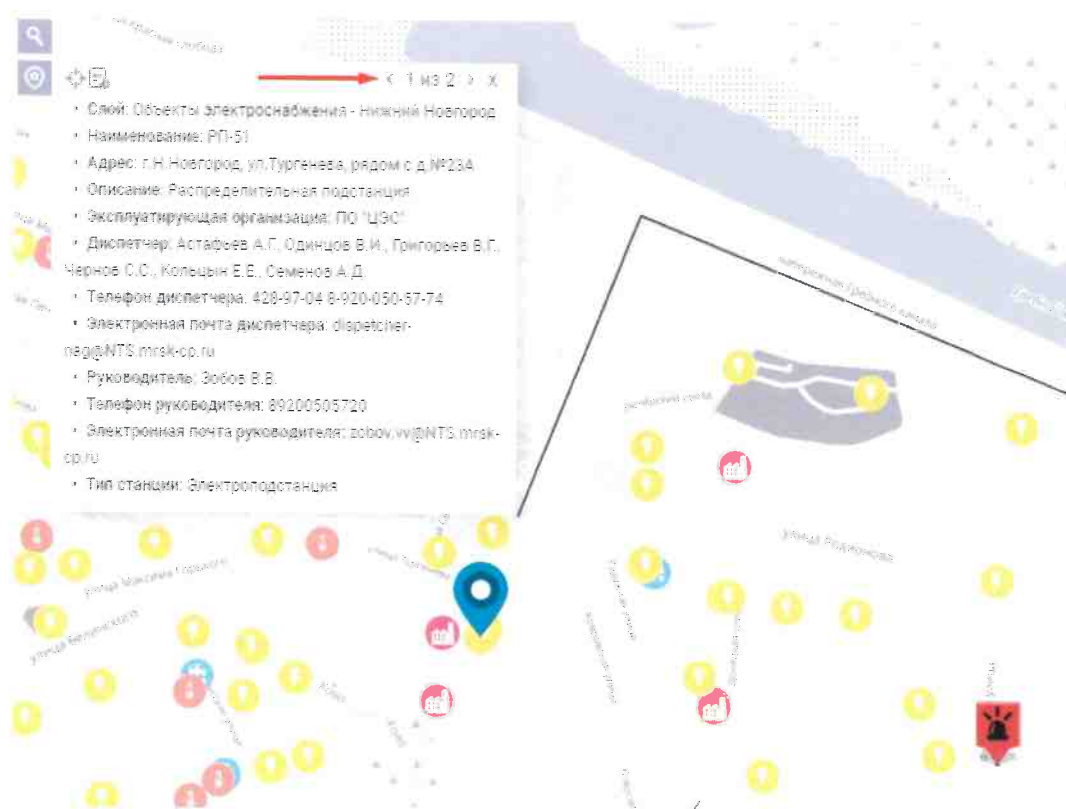 < 1 из 2 > X
• Слой: Объекты электроснабжения - Нижний Новгород
• Наименование: РП-51
• Адрес: г.Н.Новгород, ул.Тургенева, рядом с д.№23А
• Описание: Распределительная подстанция
• Эксплуатирующая организация: ПО "ЦЭС"
• Диспетчер: Астафьев А.Г., Одинцов В.И., Григорьев В.Г.,
Чернов С.С., Кольцын Е.Е., Семенов А.Д.
• Телефон диспетчера: 428-97-04 8-920-050-57-74
• Электронная почта диспетчера: dispetcher-
nag@NTS.mrsk-cp.ru
• Руководитель: Зобов В.В.
• Телефон руководителя: 89200505720
• Электронная почта руководителя: zobov.vv@NTS.mrsk-
cp.ru
• Тип станции: Электроподстанция
набережная Гребного канала
улица Родионова
улица Максима Горького
улица Белинского